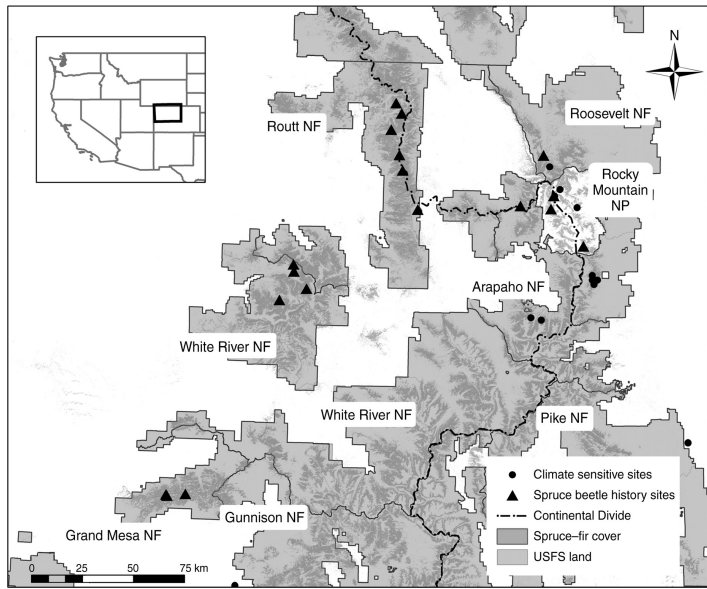 N
Routt NF
Roosevelt NF
Rocky
Mountain
NP
Arapaho NF
White River NF
White River NF
Pike NF
Gunnison NF
Grand Mesa NF
Climate sensitive sites
Spruce beetle history sites
Continental Divide
Spruce–fir cover
USFS land
0 25 50 75 km